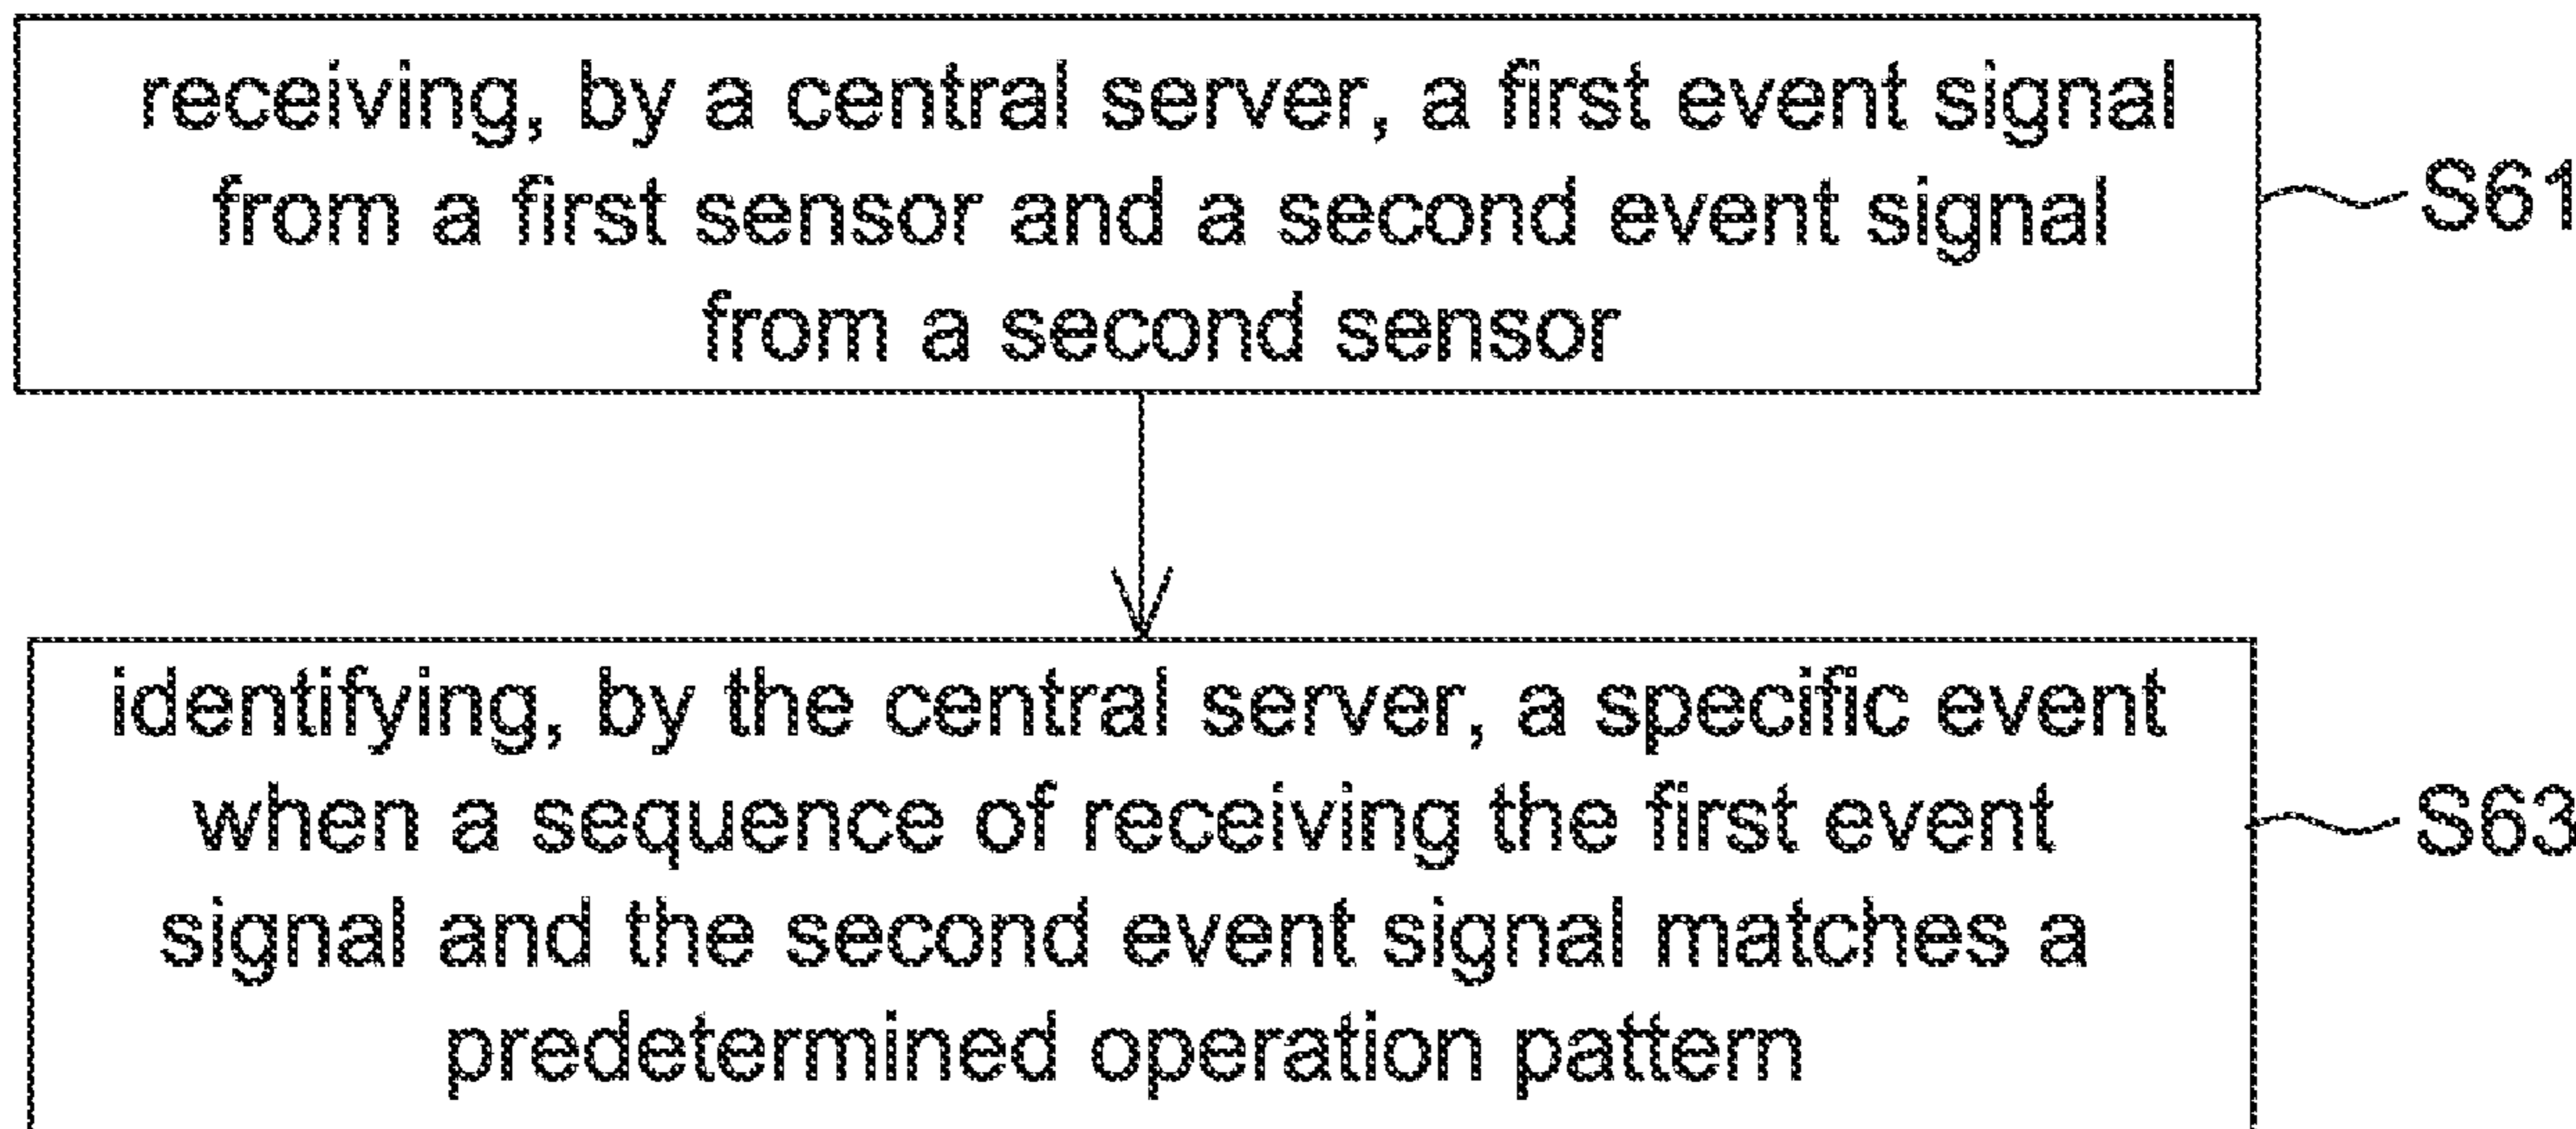 receiving, by a central server, a first event signal
from a first sensor and a second event signal
from a second sensor
S61
identifying, by the central server, a specific event
when a sequence of receiving the first event
signal and the second event signal matches a
predetermined operation pattern
S63